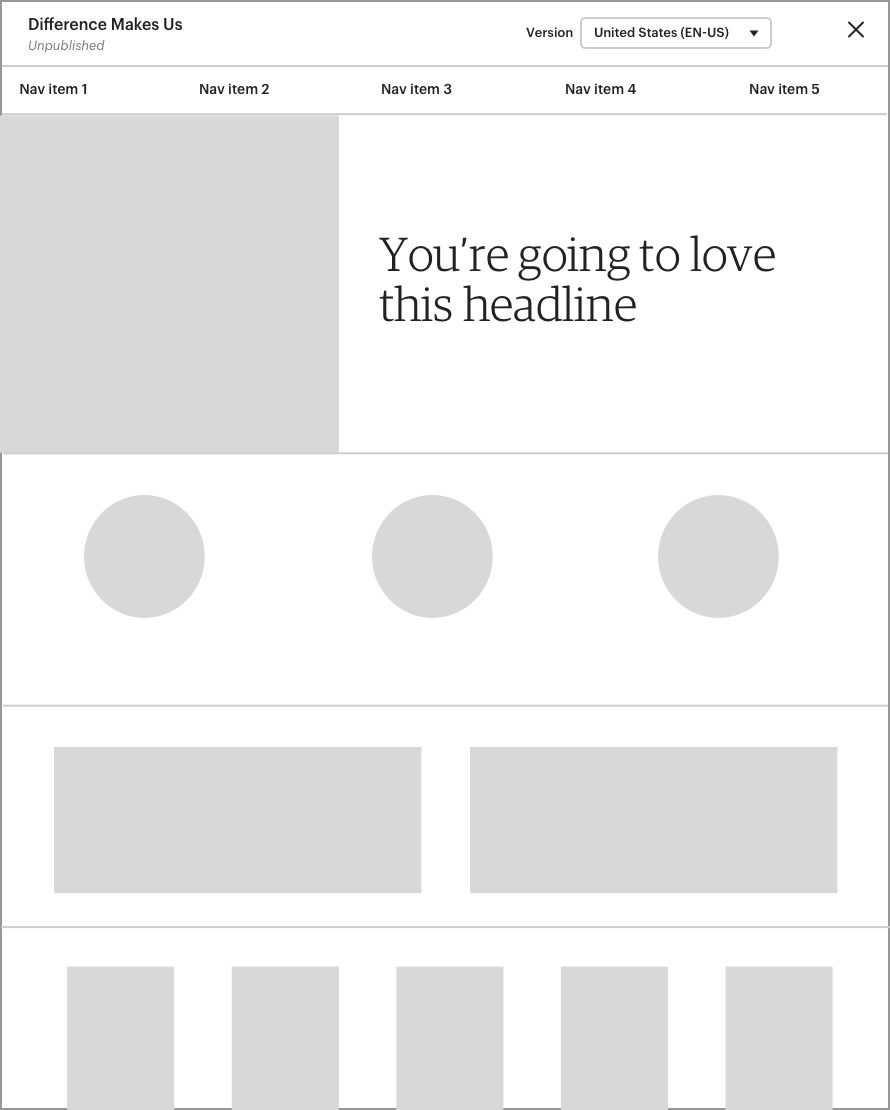 Difference Makes Us
Unpublished
Version
United States (EN-US)
Nav item 1
Nav item 2
Nav item 3
Nav item 4
Nav item 5
You're going to love
this headline